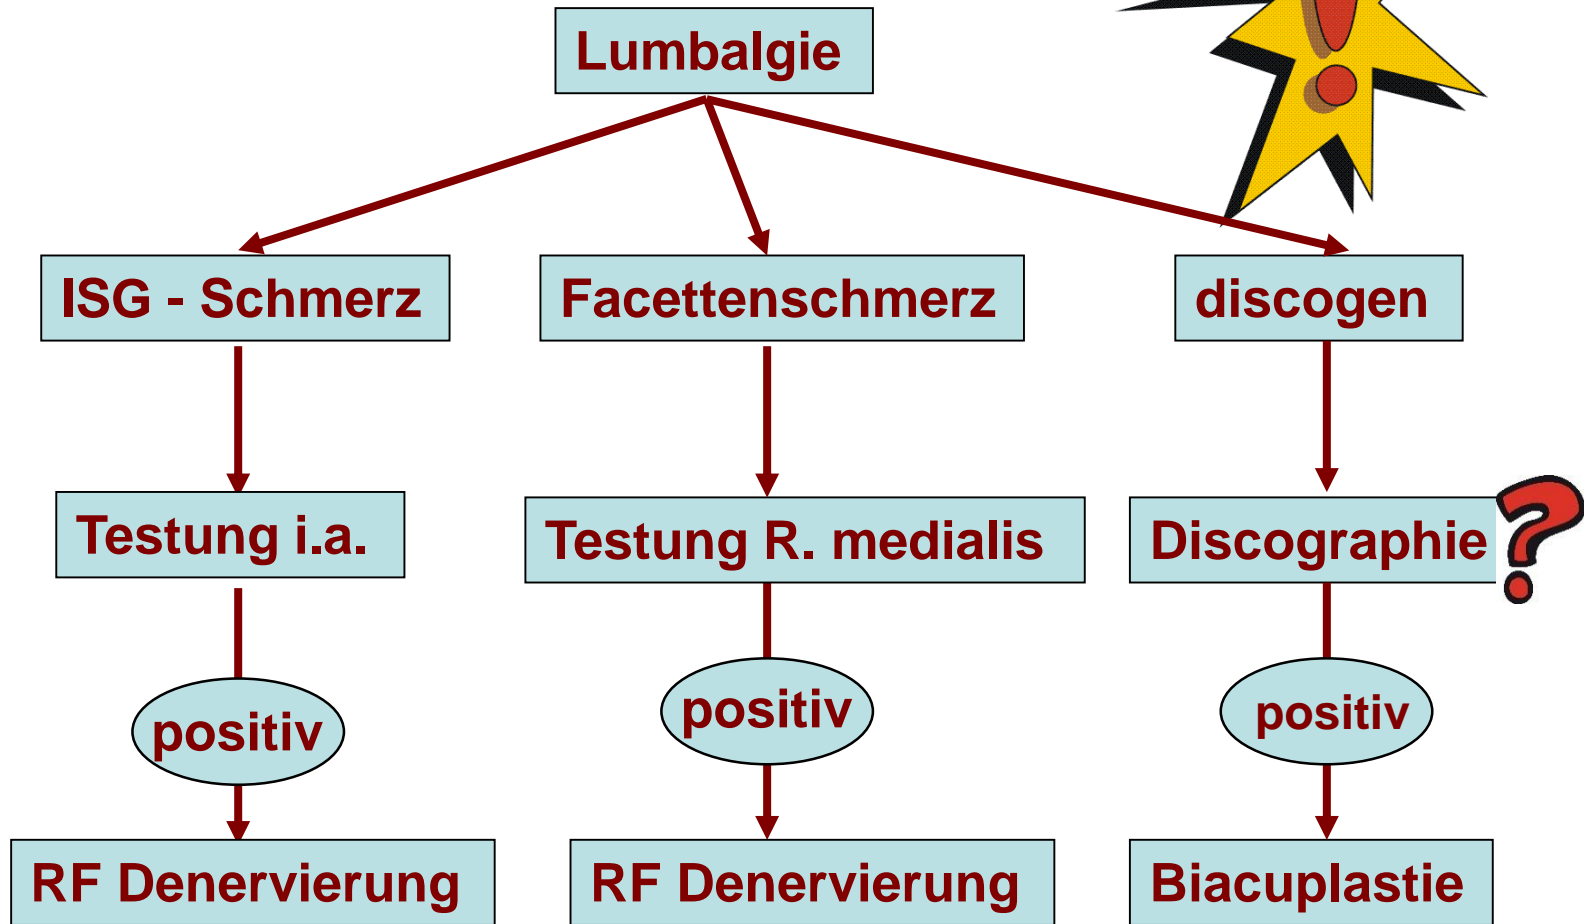 Lumbalgie
ISG - Schmerz
Facettenschmerz
discogen
Testung i.a.
Testung R. medialis
Discographie
?
positiv
positiv
positiv
RF Denervierung
RF Denervierung
Biacuplastie